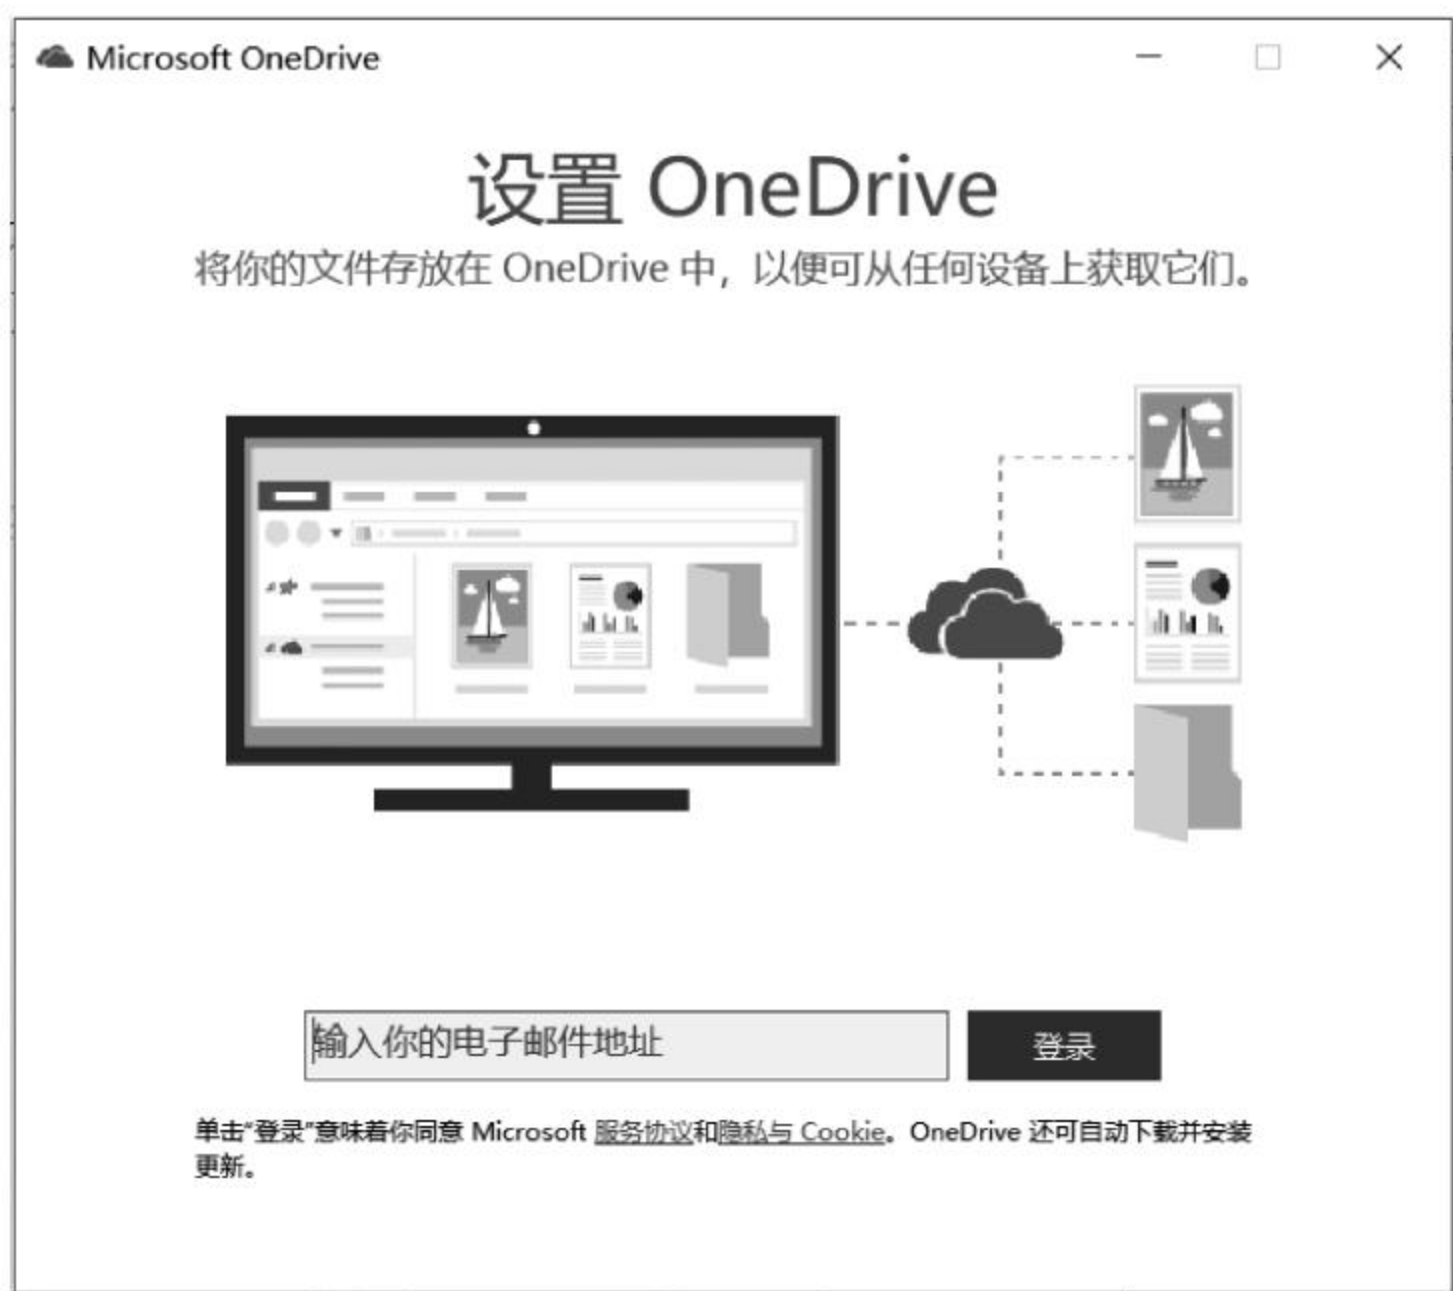 Microsoft OneDrive
设置 OneDrive
将你的文件存放在 OneDrive 中，以便可从任何设备上获取它们。
输入你的电子邮件地址
登录
单击“登录”意味着你同意 Microsoft 服务协议和隐私与 Cookie。OneDrive 还可自动下载并安装
更新。